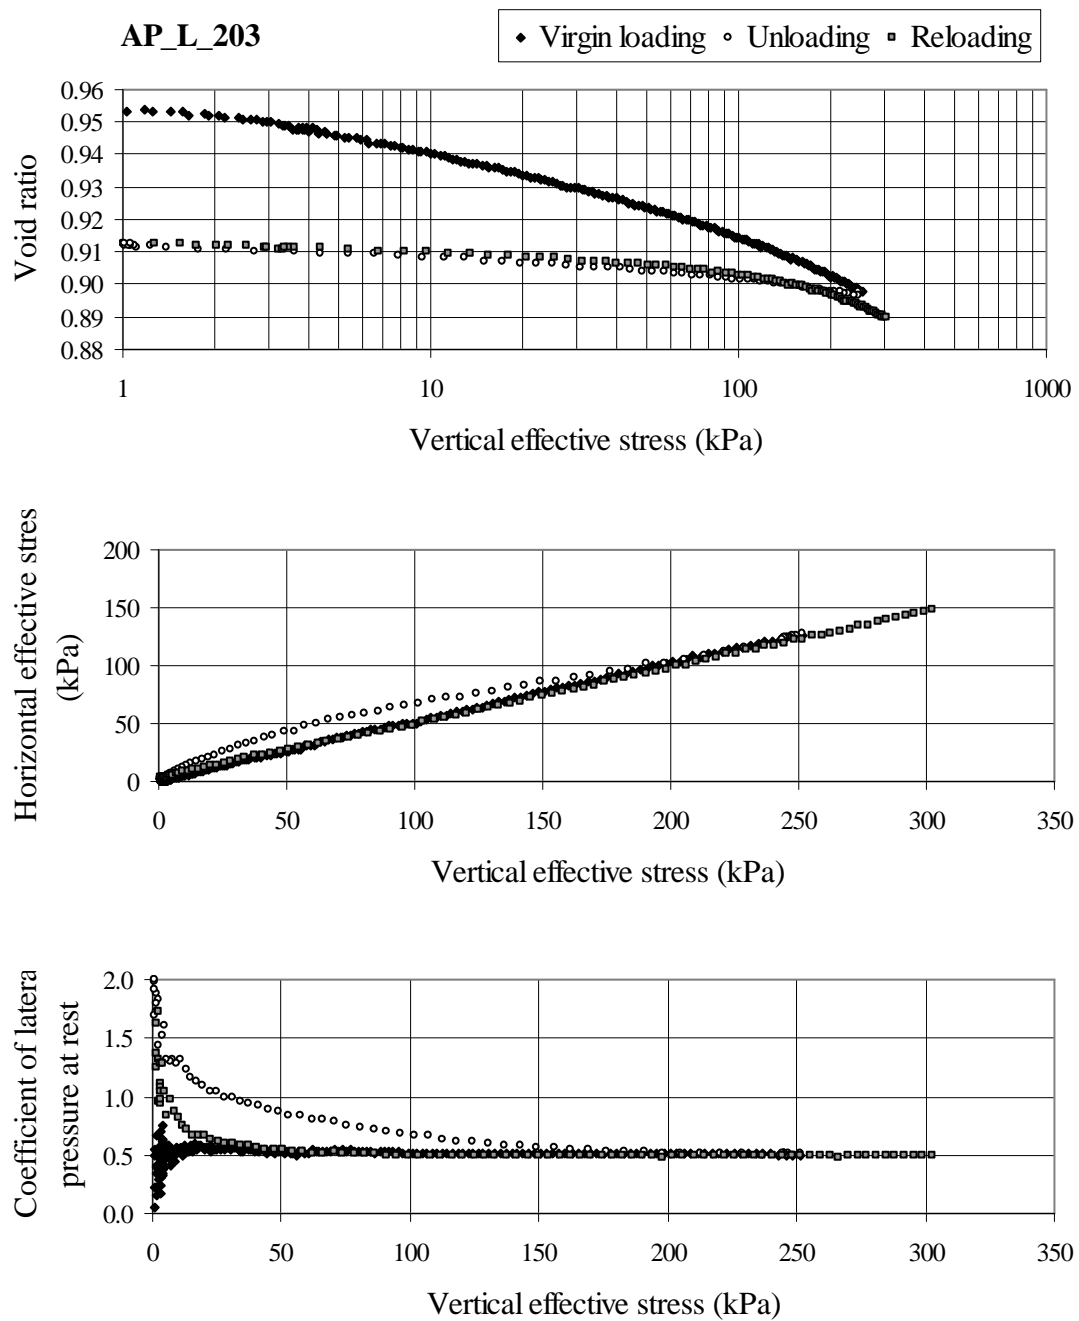 AP_L_203
Virgin loading Unloading Reloading
0.96
0.95
0.94
0.93
0.92
0.91
0.90
0.89
0.88
Void ratio
1 10 100 1000
Vertical effective stress (kPa)
200
150
100
50
0
Horizontal effective stres
(kPa)
0 50 100 150 200 250 300 350
Vertical effective stress (kPa)
2.0
1.5
1.0
0.5
0.0
Coefficient of latera
pressure at rest
0 50 100 150 200 250 300 350
Vertical effective stress (kPa)